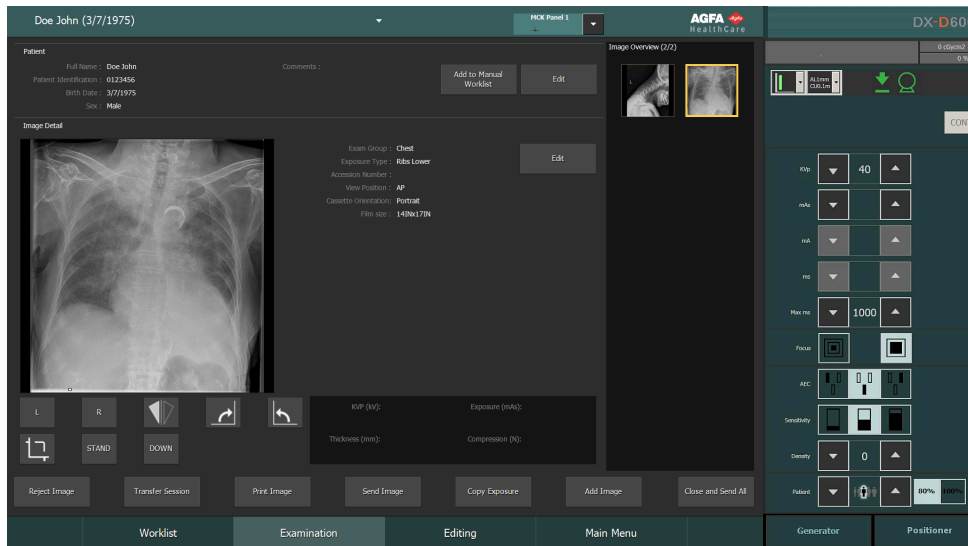 Doe John (3/7/1975)
MCK Panel 1
AGFA
HealthCare
DX-D60
Patient
Full Name : Doe John
Patient Identification : 0123456
Birth Date : 3/7/1975
Sex : Male
Comments :
Add to Manual
Worklist
Edit
Image Overview (2/2)
0 cGycm2
0 %
AL1mm
CU0.1m
CON
Image Detail
Exam Group : Chest
Exposure Type : Ribs Lower
Accession Number :
View Position : AP
Cassette Orientation: Portrait
Film size : 14INx17IN
Edit
KVp 40
mAs
mA
ms
Max ms 1000
Focus
AEC
Sensitivity
Density 0
Patient 80% 100%
L
R
STAND
DOWN
KVP (kV):
Exposure (mAs):
Thickness (mm):
Compression (N):
Reject Image
Transfer Session
Print Image
Send Image
Copy Exposure
Add Image
Close and Send All
Worklist
Examination
Editing
Main Menu
Generator
Positioner